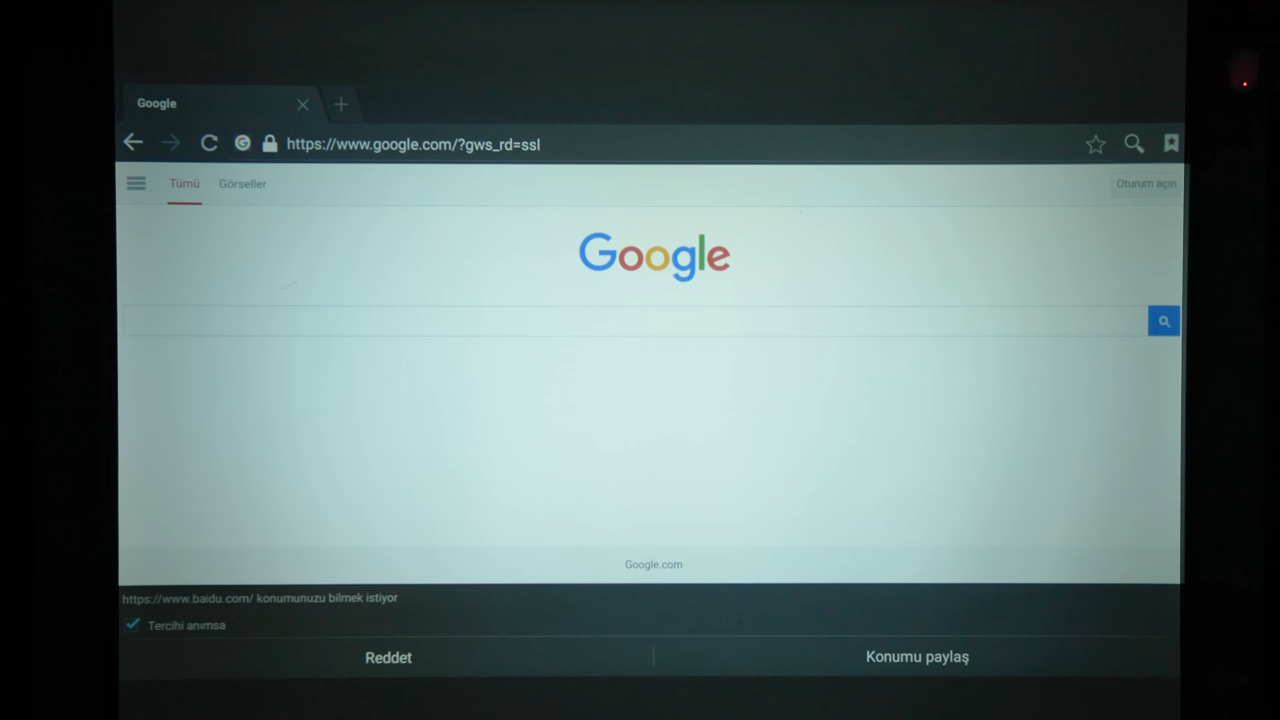 Google
https://www.google.com/?gws_rd=ssl
Tümü Görseller Oturum açın
Google
Google.com
https://www.baidu.com/ konumunuzu bilmek istiyor
Tercihi anımsa
Reddet Konumu paylaş